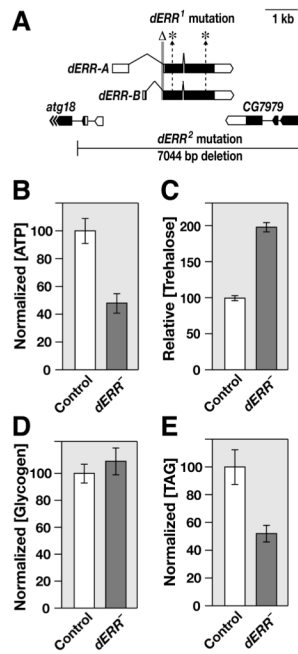 A
dERR¹ mutation
1 kb
Δ * *
dERR-A
dERR-B
atg18
CG7979
dERR² mutation
7044 bp deletion
B
Normalized [ATP]
120
100
80
60
40
20
0
Control
dERR⁻
C
Relative [Trehalose]
200
150
100
50
0
Control
dERR⁻
D
Normalized [Glycogen]
100
80
60
40
20
0
Control
dERR⁻
E
Normalized [TAG]
120
100
80
60
40
20
0
Control
dERR⁻